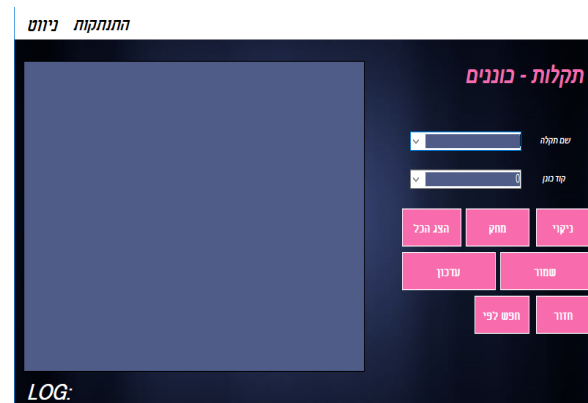 התנתקות ניווט
תקלות - כוננים
שם תקלה
קוד כונן
0
ניקוי מחק הצג הכל
שמור עדכון
חזור חפש לפי
LOG: